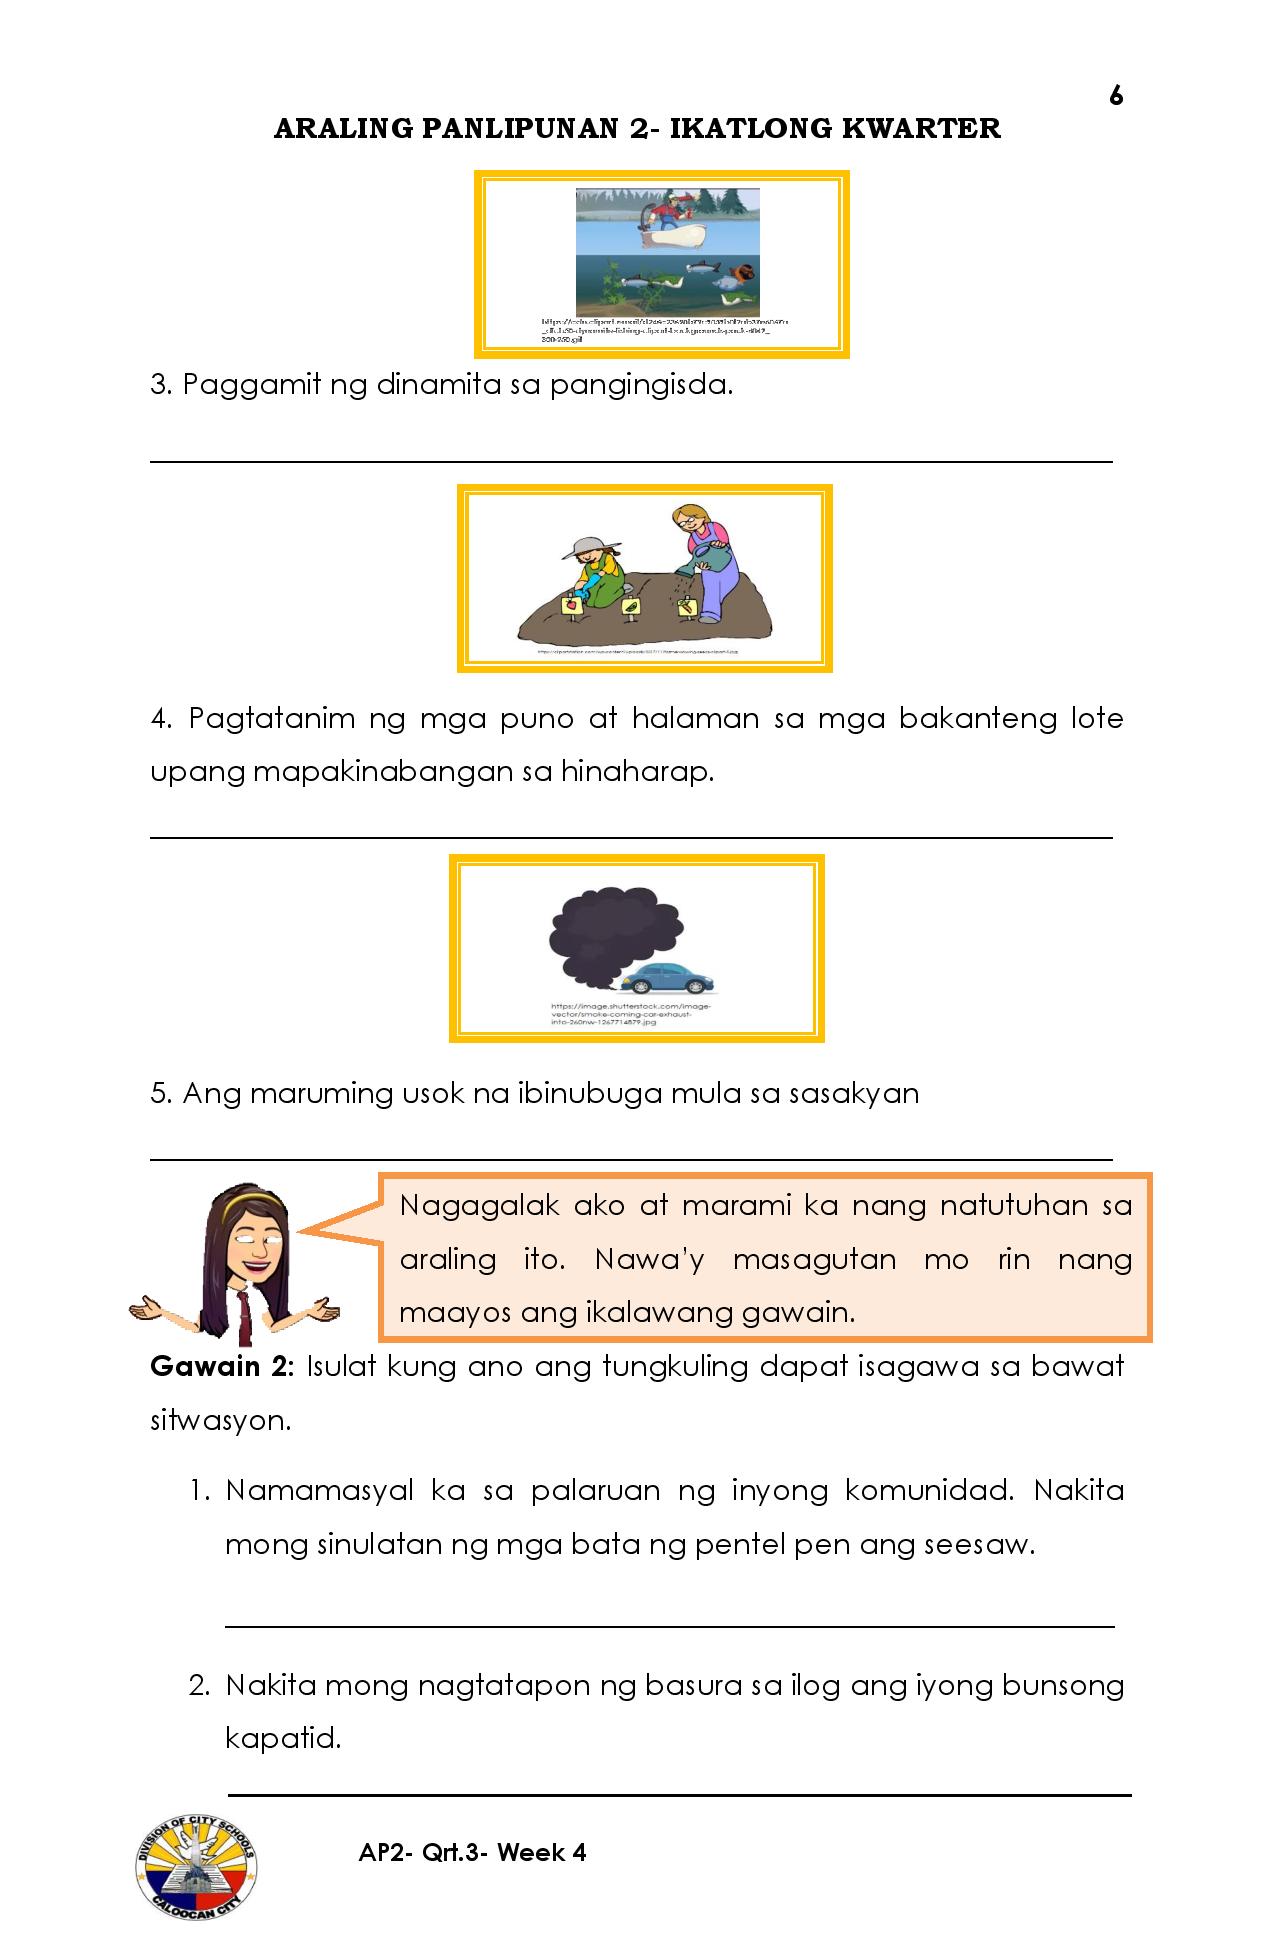 6
ARALING PANLIPUNAN 2- IKATLONG KWARTER
3. Paggamit ng dinamita sa pangingisda.
4. Pagtatanim ng mga puno at halaman sa mga bakanteng lote
upang mapakinabangan sa hinaharap.
https://image.shutterstock.com/image-
vector/smoke-coming-car-exhaust-
into-260nw-1267714879.jpg
5. Ang maruming usok na ibinubuga mula sa sasakyan
Nagagalak ako at marami ka nang natutuhan sa
araling ito. Nawa’y masagutan mo rin nang
maayos ang ikalawang gawain.
Gawain 2: Isulat kung ano ang tungkuling dapat isagawa sa bawat
sitwasyon.
1. Namamasyal ka sa palaruan ng inyong komunidad. Nakita
mong sinulatan ng mga bata ng pentel pen ang seesaw.
2. Nakita mong nagtatapon ng basura sa ilog ang iyong bunsong
kapatid.
DIVISION OF CITY SCHOOLS
CALOOCAN CITY
AP2- Qrt.3- Week 4